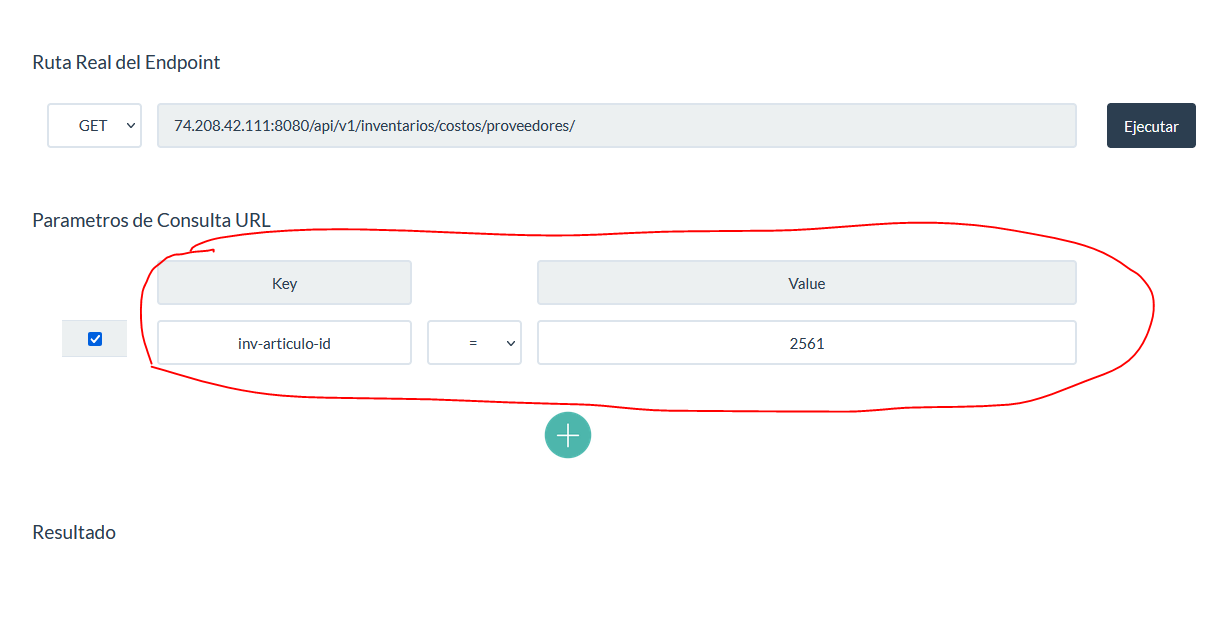 Ruta Real del Endpoint
GET 74.208.42.111:8080/api/v1/inventarios/costos/proveedores/ Ejecutar
Parametros de Consulta URL
Key Value
inv-articulo-id = 2561
Resultado